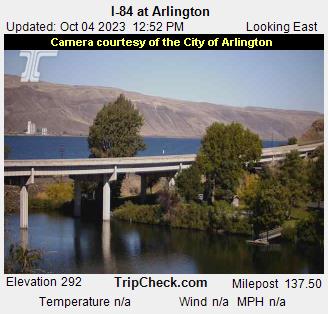 I-84 at Arlington
Updated: Oct 04 2023 12:52 PM Looking East
Camera courtesy of the City of Arlington
Elevation 292 TripCheck.com Milepost 137.50
Temperature n/a Wind n/a MPH n/a